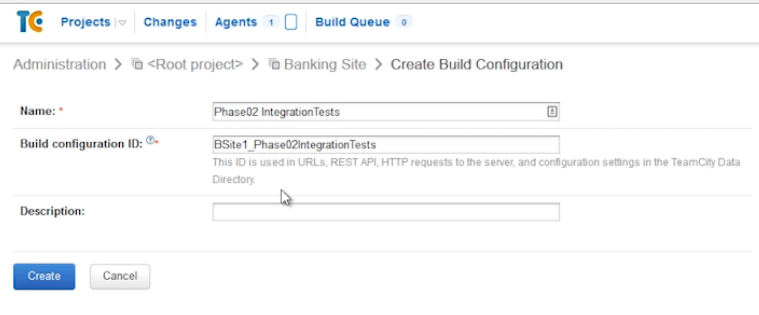 TC Projects Changes Agents 1 Build Queue 0
Administration > <Root project> > Banking Site > Create Build Configuration
Name: * Phase02 IntegrationTests
Build configuration ID: ?* BSite1_Phase02IntegrationTests
This ID is used in URLs, REST API, HTTP requests to the server, and configuration settings in the TeamCity Data
Directory.
Description:
Create Cancel